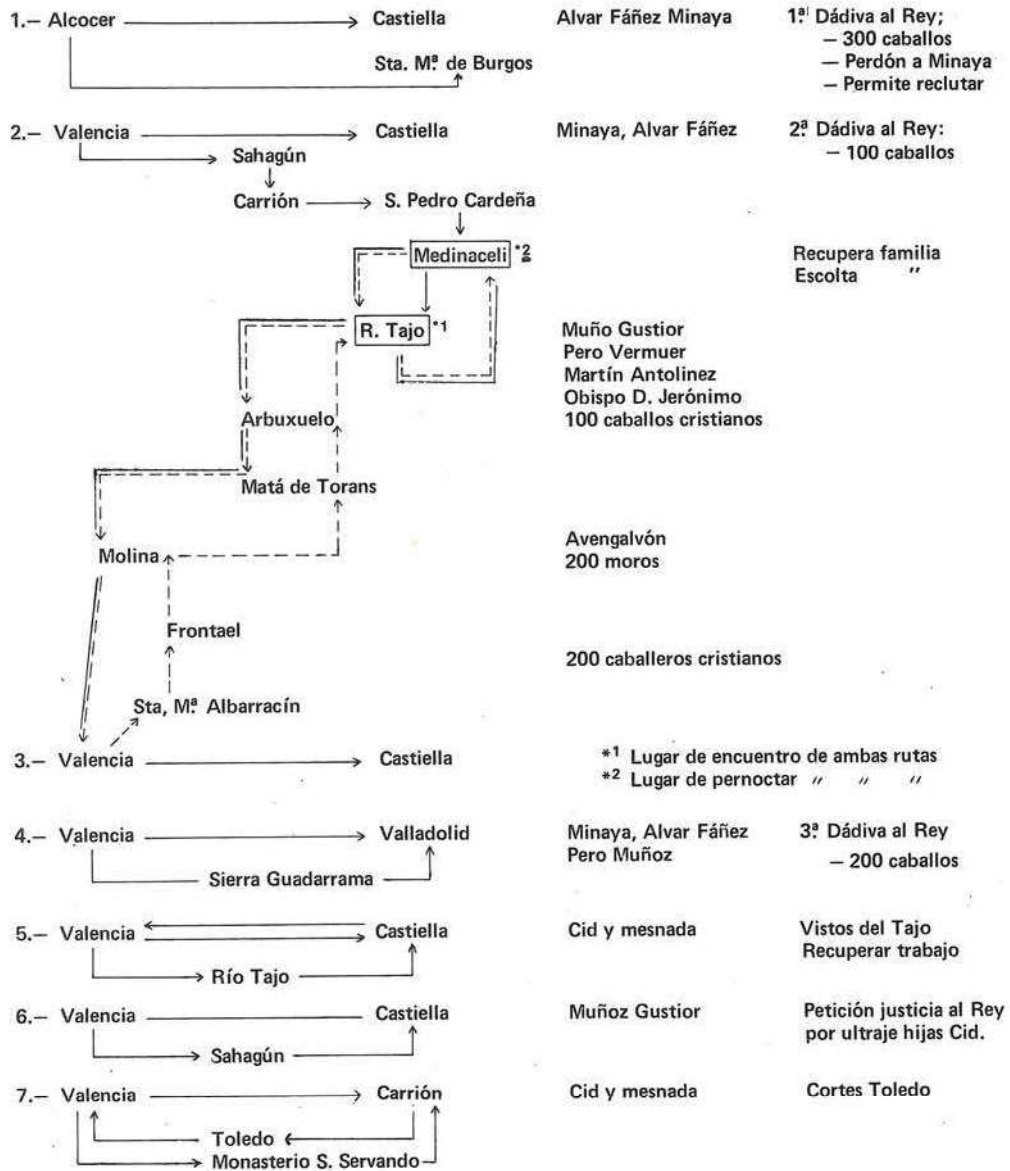 1.— Alcocer Castiella Alvar Fáñez Minaya 1ª Dádiva al Rey;
— 300 caballos
Sta. Mª de Burgos — Perdón a Minaya
— Permite reclutar
2.— Valencia Castiella Minaya, Alvar Fáñez 2ª Dádiva al Rey:
Sahagún — 100 caballos
Carrión S. Pedro Cardeña
Medinaceli *2 Recupera familia
Escolta "
R. Tajo *1 Muño Gustior
Pero Vermuer
Martín Antolinez
Obispo D. Jerónimo
Arbuxuelo 100 caballos cristianos
Matá de Torans
Avengalvón
Molina 200 moros
Frontael
200 caballeros cristianos
Sta, Mª Albarracín
3.— Valencia Castiella *1 Lugar de encuentro de ambas rutas
*2 Lugar de pernoctar " " "
4.— Valencia Valladolid Minaya, Alvar Fáñez 3ª Dádiva al Rey
Pero Muñoz — 200 caballos
Sierra Guadarrama
5.— Valencia Castiella Cid y mesnada Vistos del Tajo
Recuperar trabajo
Río Tajo
6.— Valencia Castiella Muñoz Gustior Petición justicia al Rey
por ultraje hijas Cid.
Sahagún
7.— Valencia Carrión Cid y mesnada Cortes Toledo
Toledo
Monasterio S. Servando